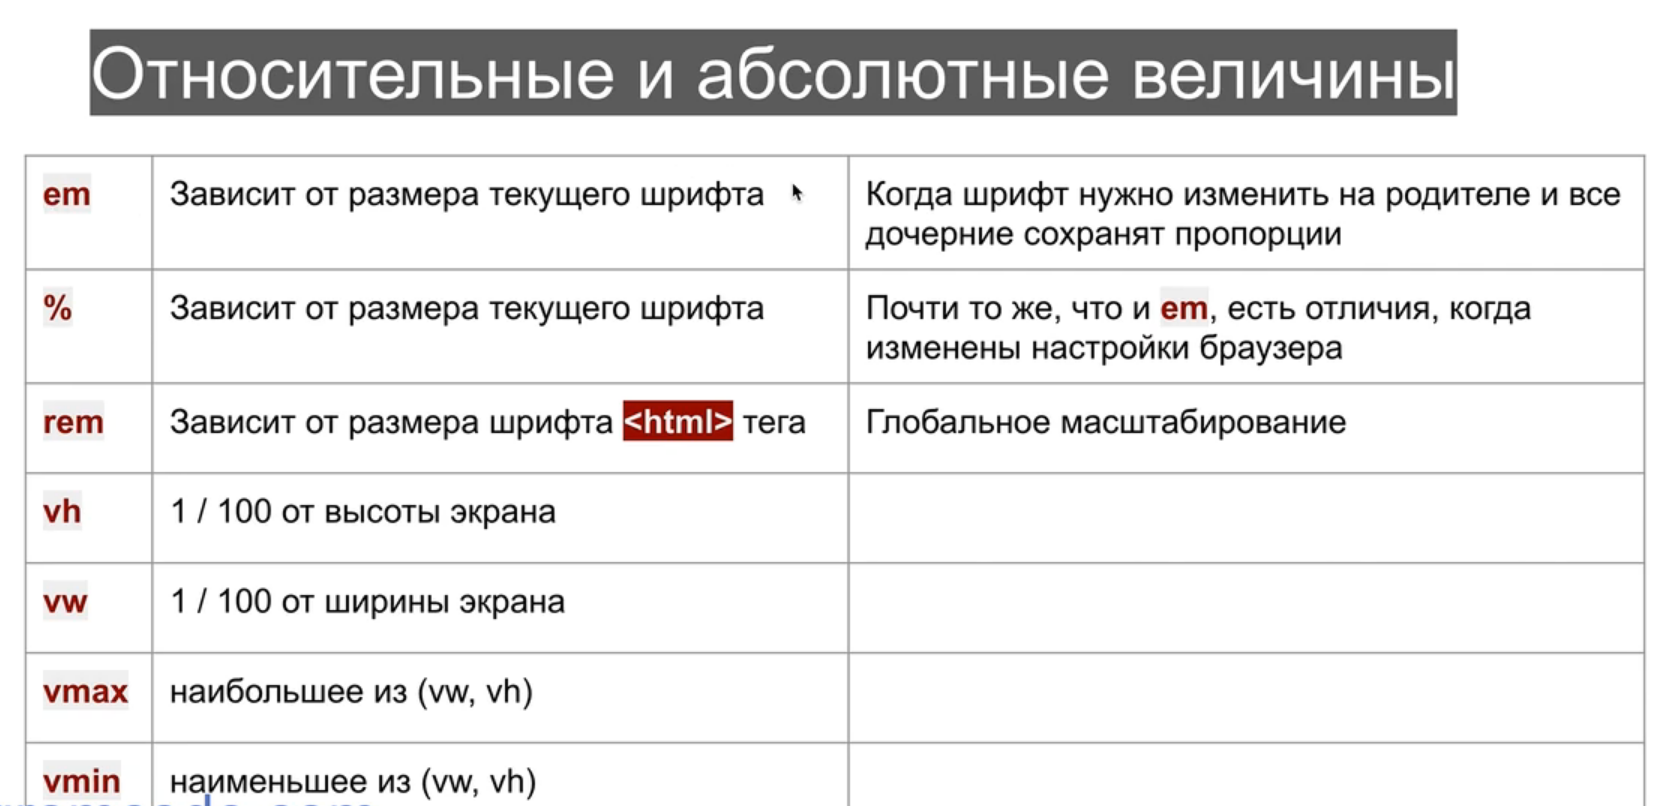 Относительные и абсолютные величины
em
Зависит от размера текущего шрифта
Когда шрифт нужно изменить на родителе и все
дочерние сохранят пропорции
%
Зависит от размера текущего шрифта
Почти то же, что и em, есть отличия, когда
изменены настройки браузера
rem
Зависит от размера шрифта <html> тега
Глобальное масштабирование
vh
1 / 100 от высоты экрана
vw
1 / 100 от ширины экрана
vmax
наибольшее из (vw, vh)
vmin
наименьшее из (vw, vh)